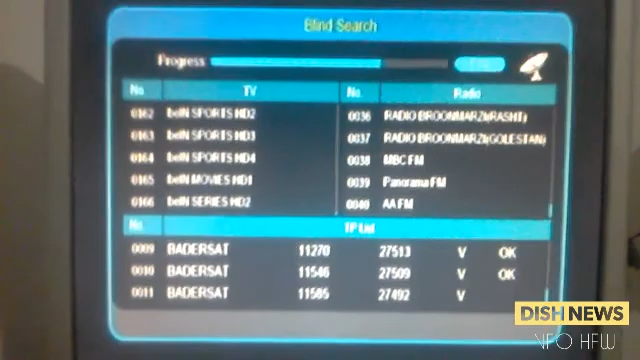 Blind Search
Progress
No. TV No. Radio
0162 beIN SPORTS HD2 0036 RADIO BROONMARZI(RASHT)
0163 beIN SPORTS HD3 0037 RADIO BROONMARZI(GOLESTAN)
0164 beIN SPORTS HD4 0038 MBC FM
0165 beIN MOVIES HD1 0039 Panorama FM
0166 beIN SERIES HD2 0040 AA FM
No. TP List
0009 BADERSAT 11270 27513 V OK
0010 BADERSAT 11546 27509 V OK
0011 BADERSAT 11585 27492 V
DISH NEWS